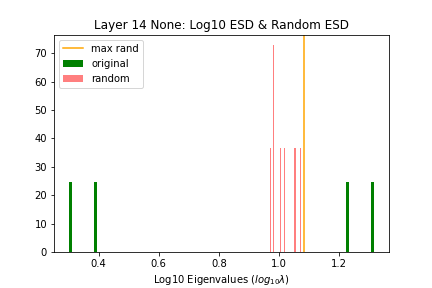 Layer 14 None: Log10 ESD & Random ESD
max rand
original
random
70
60
50
40
30
20
10
0
0.4
0.6
0.8
1.0
1.2
Log10 Eigenvalues (log₁₀λ)